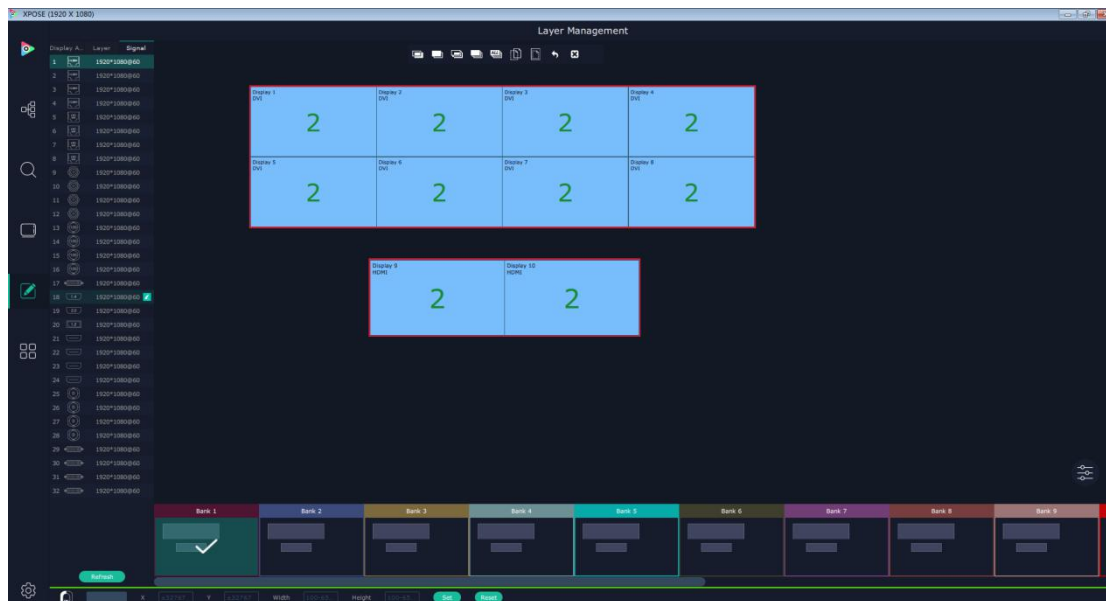 XPOSE (1920 X 1080)
Layer Management
Display A.. Layer Signal
1 1920*1080@60
2 1920*1080@60
3 1920*1080@60
4 1920*1080@60
5 1920*1080@60
6 1920*1080@60
7 1920*1080@60
8 1920*1080@60
9 1920*1080@60
10 1920*1080@60
11 1920*1080@60
12 1920*1080@60
13 1920*1080@60
14 1920*1080@60
15 1920*1080@60
16 1920*1080@60
17 1920*1080@60
18 1920*1080@60
19 1920*1080@60
20 1920*1080@60
21 1920*1080@60
22 1920*1080@60
23 1920*1080@60
24 1920*1080@60
25 1920*1080@60
26 1920*1080@60
27 1920*1080@60
28 1920*1080@60
29 1920*1080@60
30 1920*1080@60
31 1920*1080@60
32 1920*1080@60
Display 1 Display 2 Display 3 Display 4
DVI DVI DVI DVI
2 2 2 2
Display 5 Display 6 Display 7 Display 8
DVI DVI DVI DVI
2 2 2 2
Display 10
HDMI HDMI
2 2
Bank 1 Bank 2 Bank 3 Bank 4 Bank 5 Bank 6 Bank 7 Bank 8 Bank 9
Refresh
X ±32767 Y ±32767 Width Height Set Reset